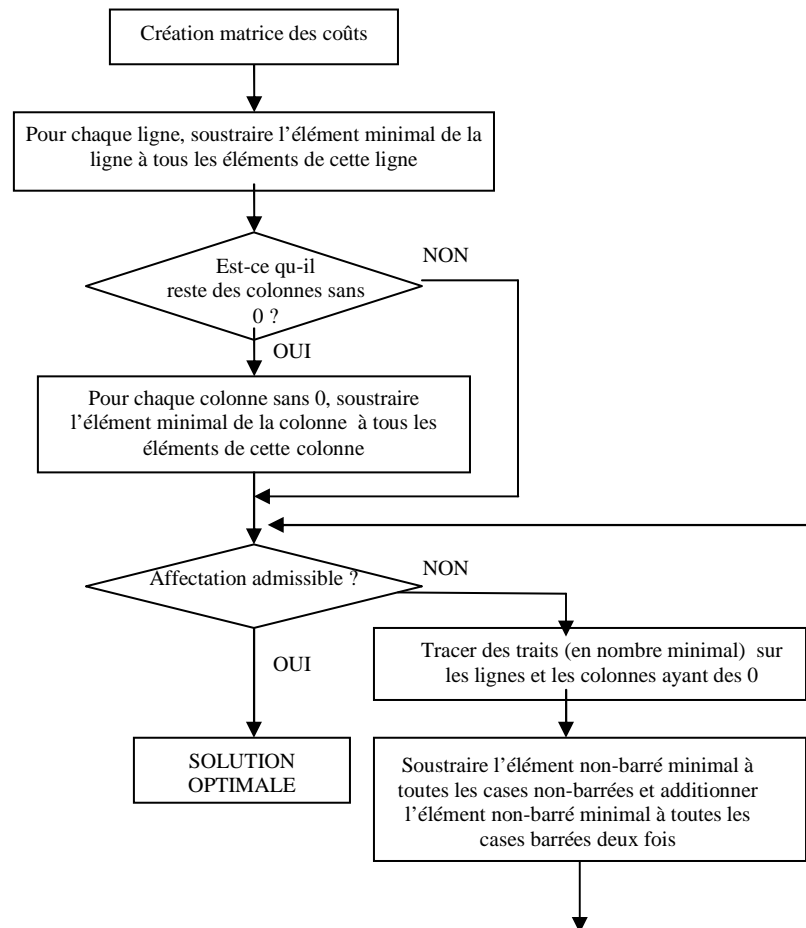 Création matrice des coûts
Pour chaque ligne, soustraire l'élément minimal de la
ligne à tous les éléments de cette ligne
NON
Est-ce qu-il
reste des colonnes sans
0 ?
OUI
Pour chaque colonne sans 0, soustraire
l'élément minimal de la colonne à tous les
éléments de cette colonne
Affectation admissible ?
NON
OUI
Tracer des traits (en nombre minimal) sur
les lignes et les colonnes ayant des 0
SOLUTION
OPTIMALE
Soustraire l'élément non-barré minimal à
toutes les cases non-barrées et additionner
l'élément non-barré minimal à toutes les
cases barrées deux fois